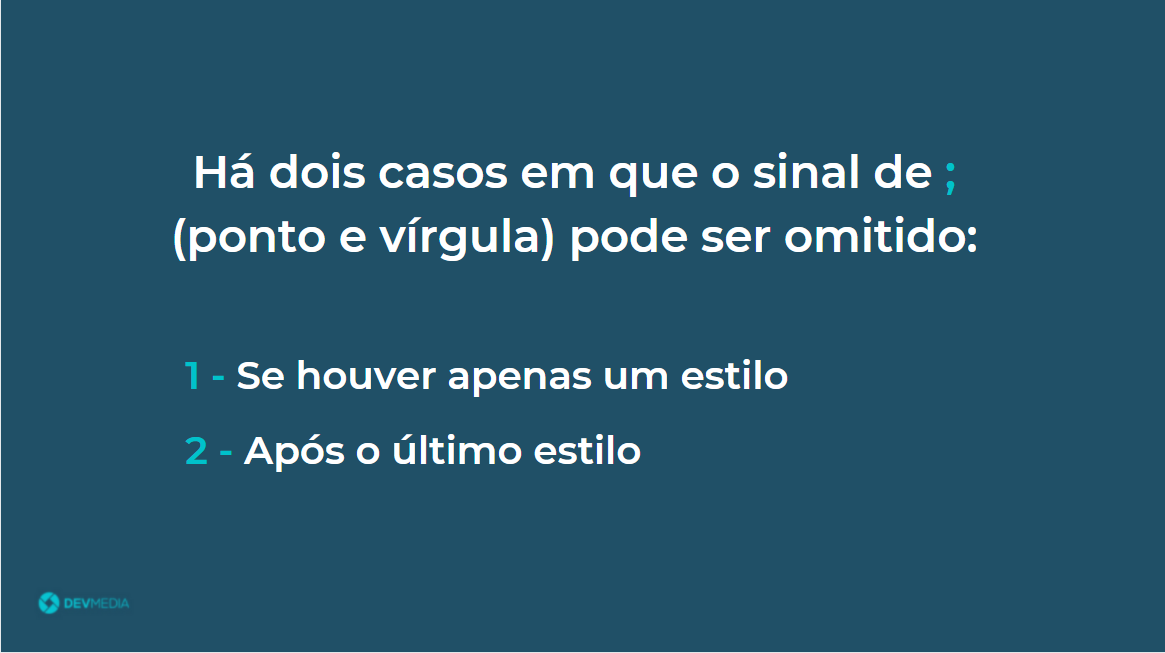 Há dois casos em que o sinal de ;
(ponto e vírgula) pode ser omitido:
1 - Se houver apenas um estilo
2 - Após o último estilo
DEVMEDIA